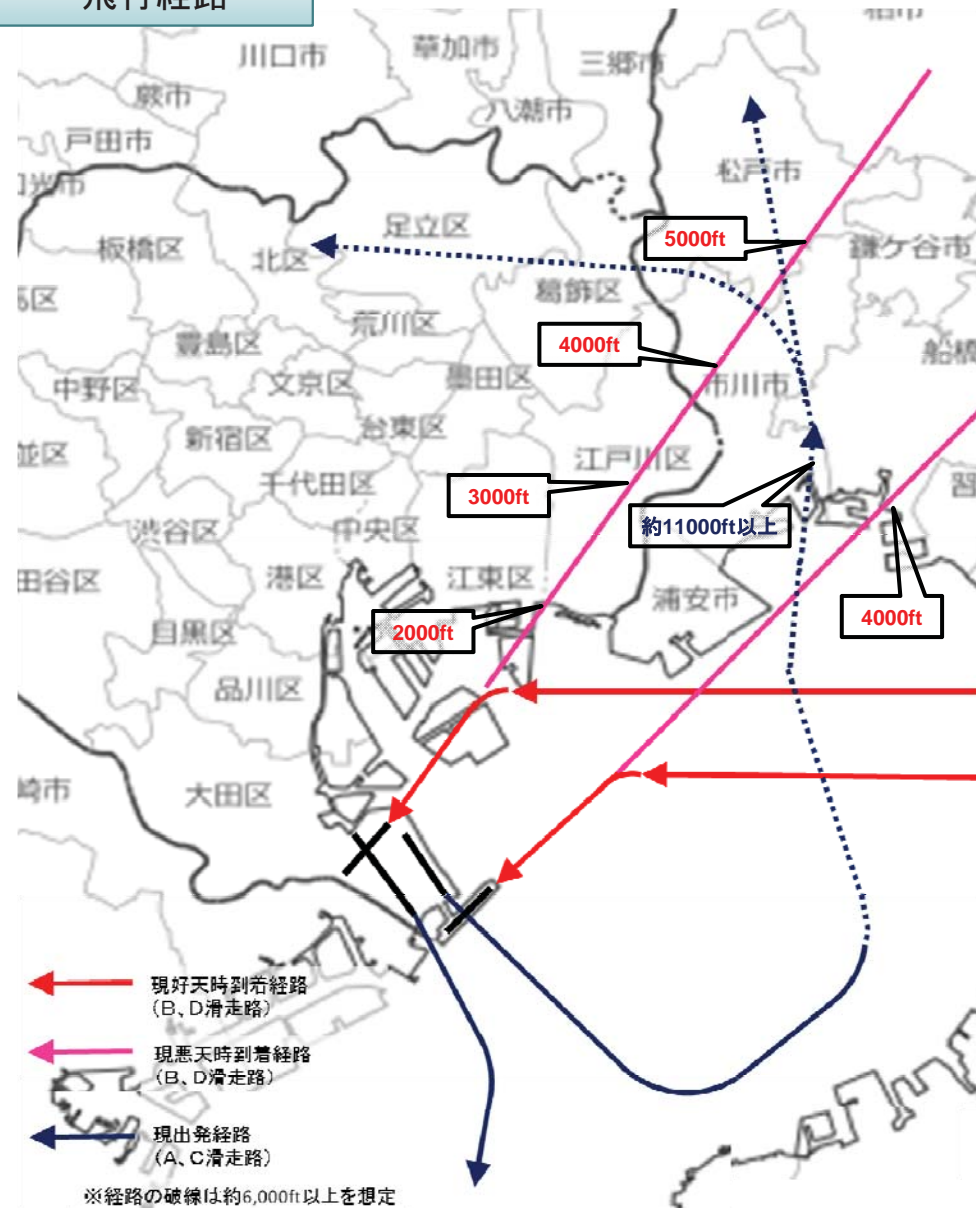 飛行経路
川口市
草加市
三郷市
蕨市
八潮市
戸田市
松戸市
足立区
板橋区
北区
5000ft
鎌ケ谷市
葛飾区
荒川区
豊島区
4000ft
船橋
中野区
文京区
墨田区
市川市
台東区
新宿区
江戸川区
千代田区
3000ft
渋谷区
中央区
約11000ft以上
習
田谷区
港区
江東区
浦安市
4000ft
目黒区
2000ft
品川区
崎市
大田区
現好天時到着経路
(B、D滑走路)
現悪天時到着経路
(B、D滑走路)
現出発経路
(A、C滑走路)
※経路の破線は約6,000ft以上を想定